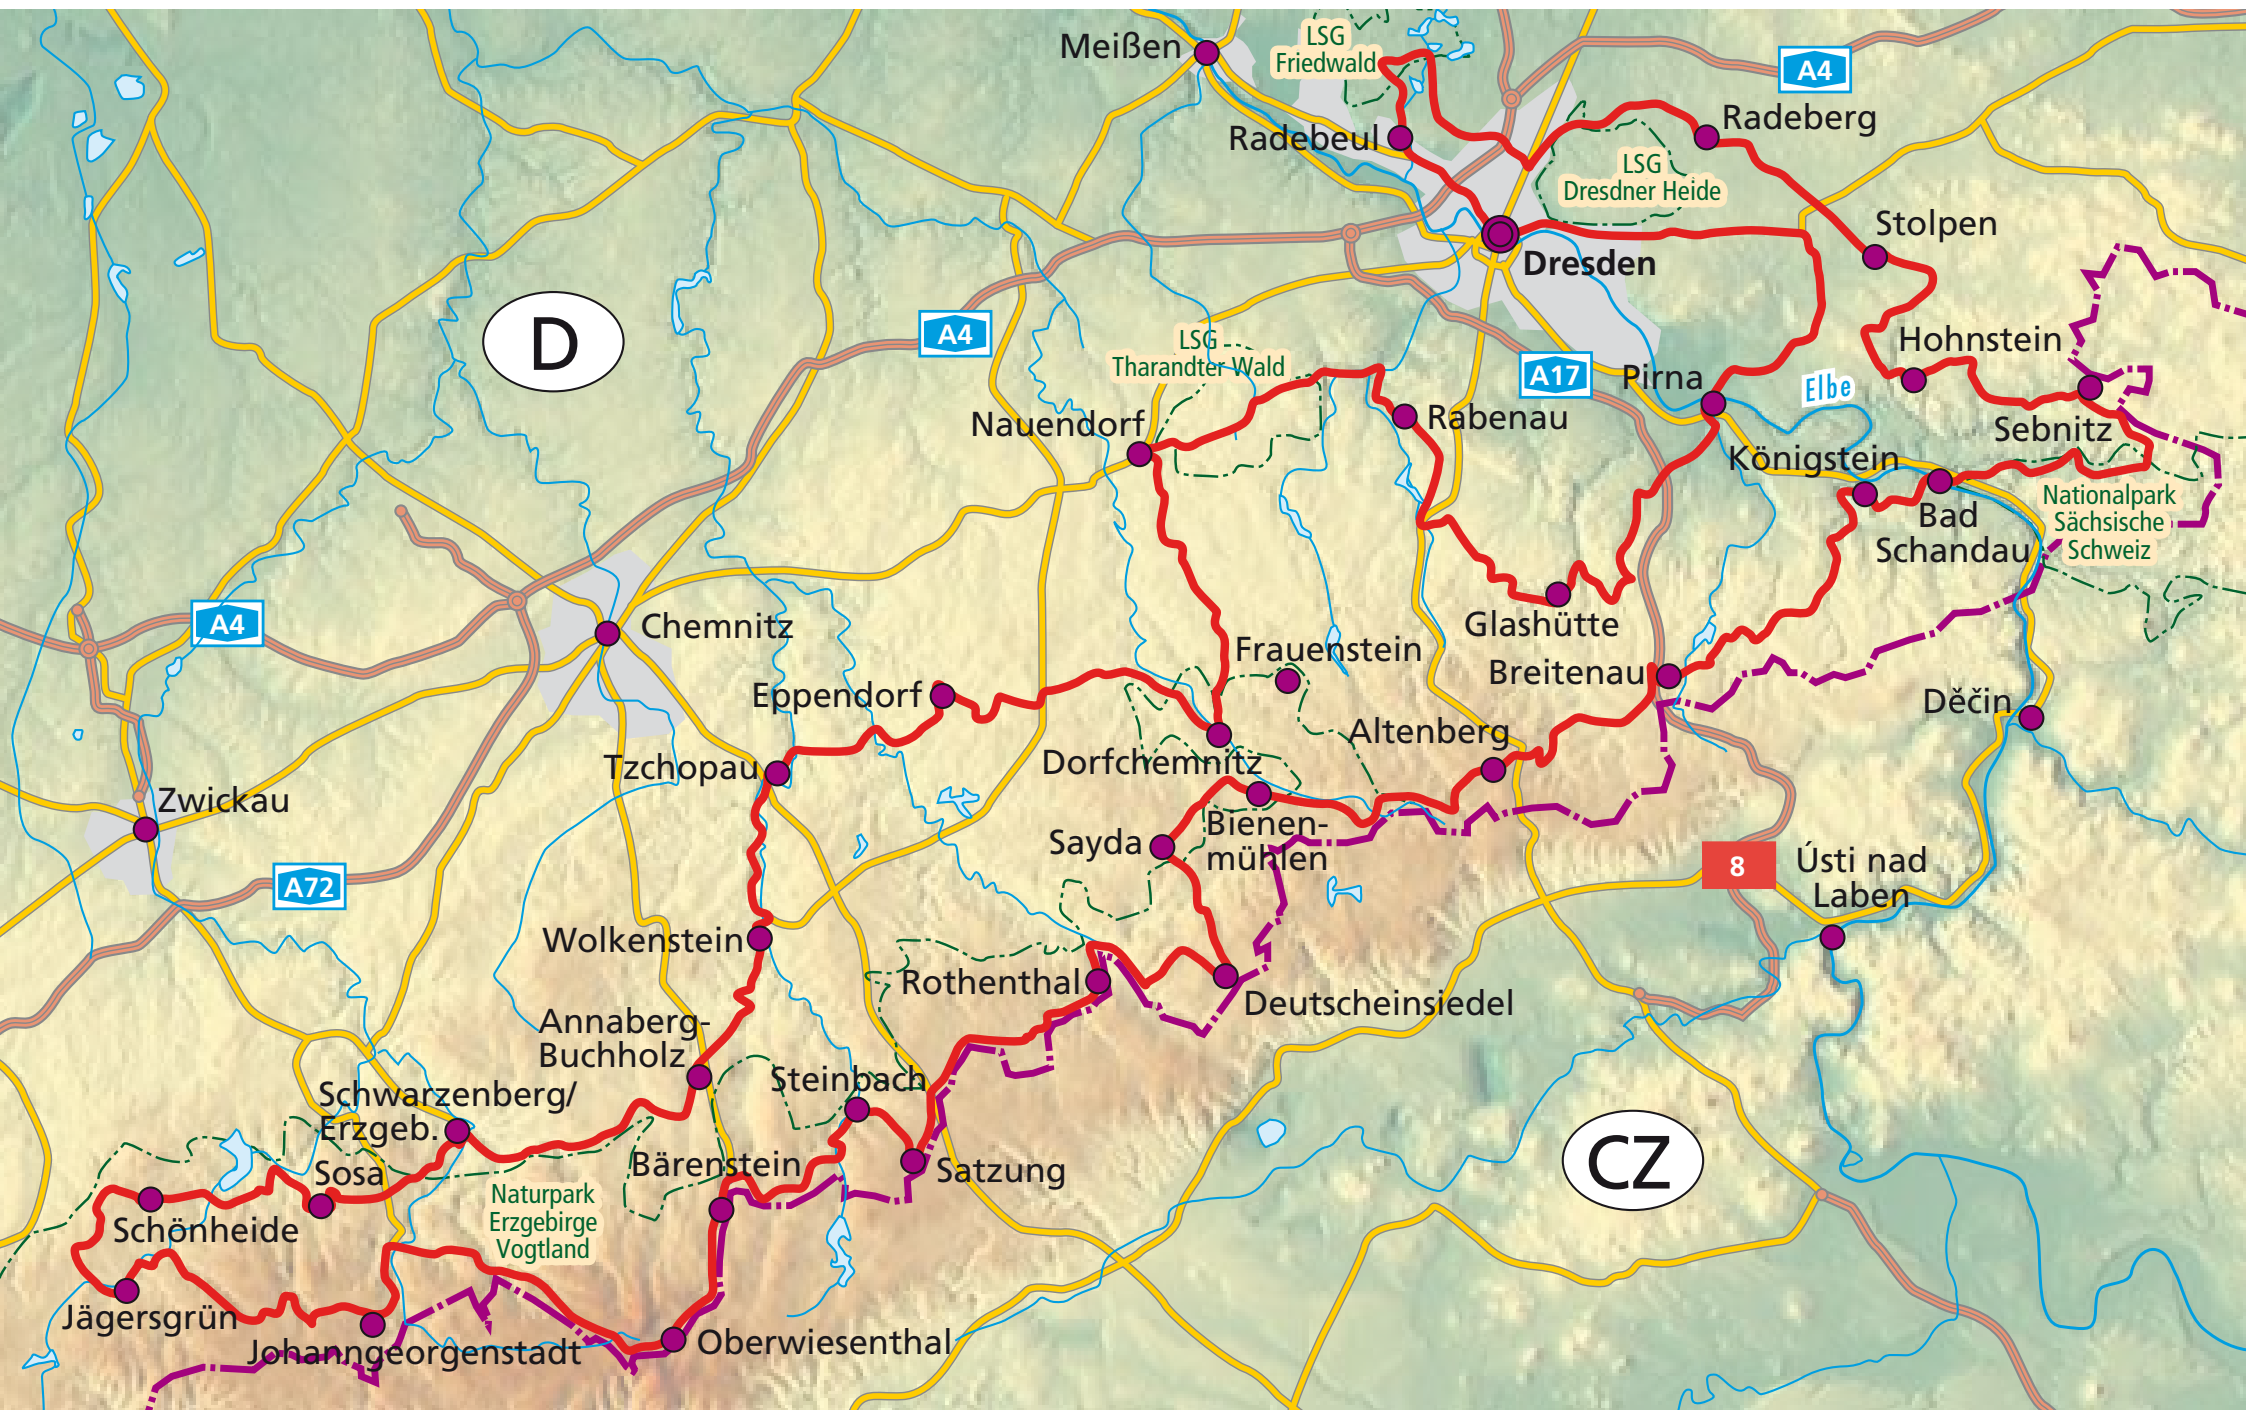 Meißen
LSG
Friedwald
A4
Radebeul
Radeberg
LSG
Dresdner Heide
Stolpen
Dresden
D
A4
LSG
Tharandter Wald
A17
Pirna
Elbe
Hohnstein
Nauendorf
Rabenau
Sebnitz
Königstein
Bad
Schandau
Nationalpark
Sächsische
Schweiz
A4
Chemnitz
Glashütte
Frauenstein
Breitenau
Eppendorf
Děčin
Altenberg
Dorfchemnitz
Tzchopau
Zwickau
Bienen-
mühlen
Sayda
8
Ústi nad
Laben
A72
Wolkenstein
Rothenthal
Deutscheinsiedel
Annaberg-
Buchholz
Steinbach
Schwarzenberg/
Erzgeb.
Sosa
Bärenstein
Satzung
CZ
Naturpark
Erzgebirge
Vogtland
Schönheide
Jägersgrün
Johanngeorgenstadt
Oberwiesenthal